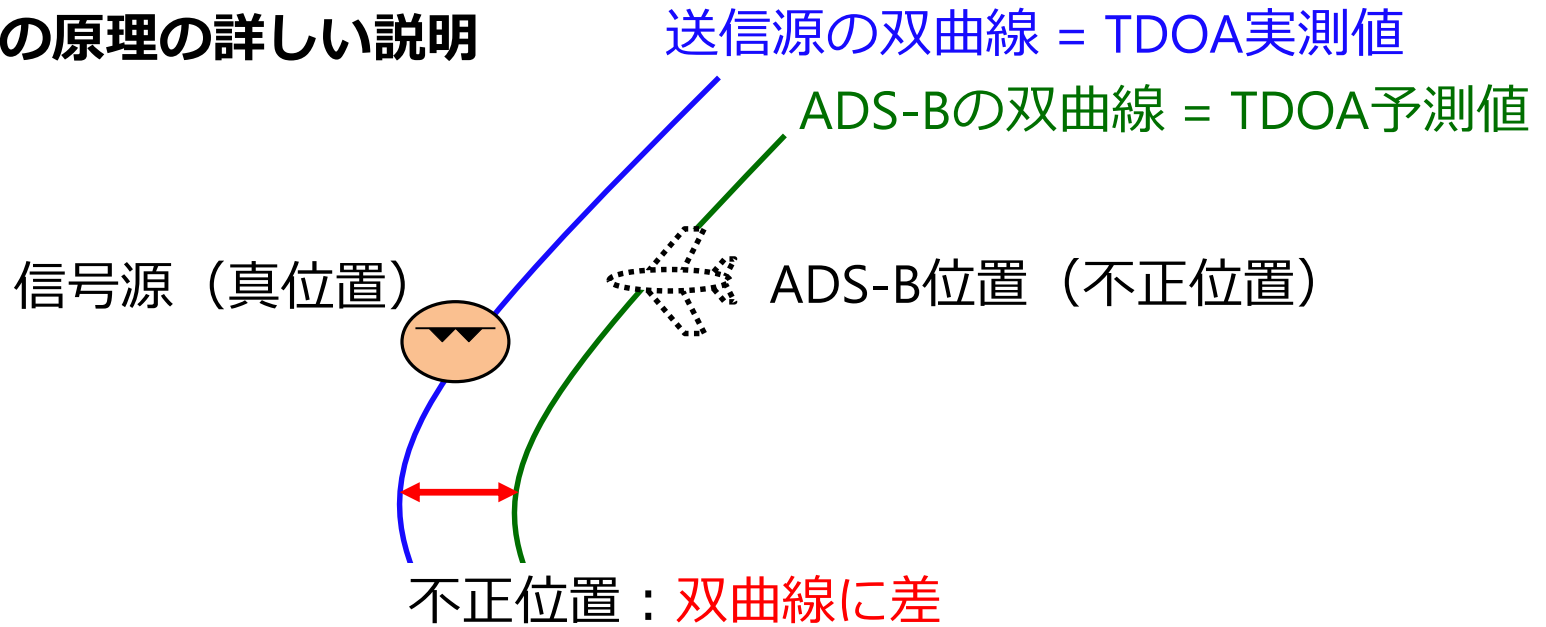 の原理の詳しい説明
送信源の双曲線 = TDOA実測値
ADS-Bの双曲線 = TDOA予測値
信号源（真位置）
ADS-B位置（不正位置）
不正位置：双曲線に差